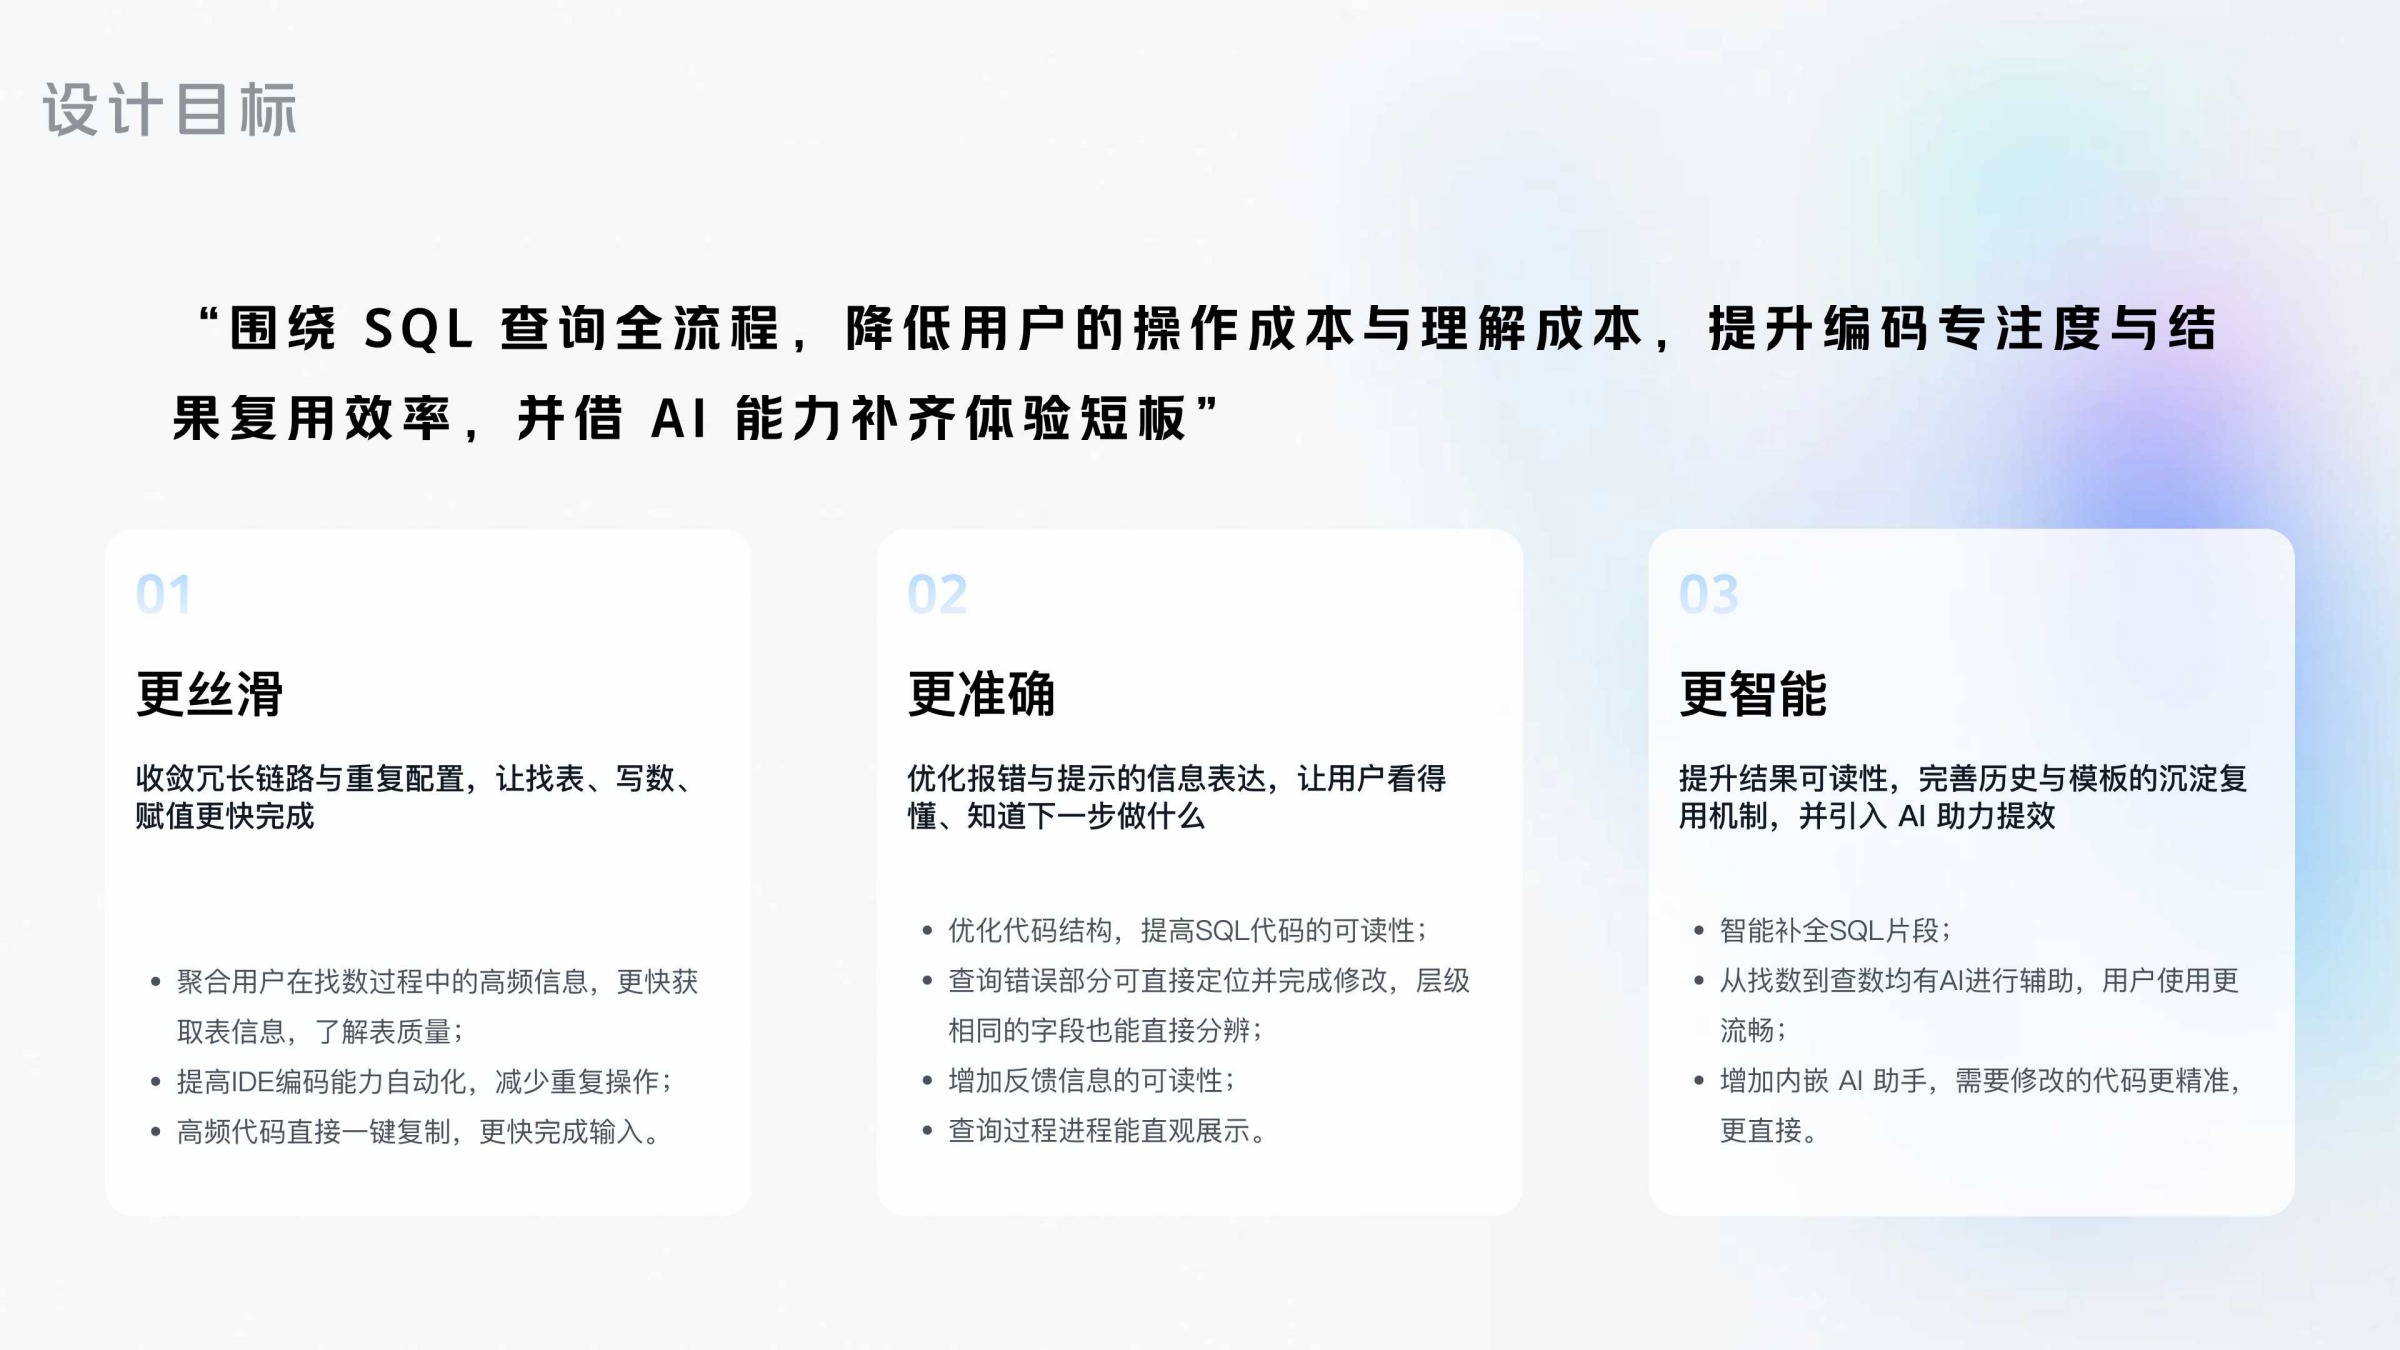 设计目标
“围绕 SQL 查询全流程，降低用户的操作成本与理解成本，提升编码专注度与结
果复用效率，并借 AI 能力补齐体验短板”
01
更丝滑
收敛冗长链路与重复配置，让找表、写数、
赋值更快完成
• 聚合用户在找数过程中的高频信息，更快获
取表信息，了解表质量；
• 提高IDE编码能力自动化，减少重复操作；
• 高频代码直接一键复制，更快完成输入。
02
更准确
优化报错与提示的信息表达，让用户看得
懂、知道下一步做什么
• 优化代码结构，提高SQL代码的可读性；
• 查询错误部分可直接定位并完成修改，层级
相同的字段也能直接分辨；
• 增加反馈信息的可读性；
• 查询过程进程能直观展示。
03
更智能
提升结果可读性，完善历史与模板的沉淀复
用机制，并引入 AI 助力提效
• 智能补全SQL片段；
• 从找数到查数均有AI进行辅助，用户使用更
流畅；
• 增加内嵌 AI 助手，需要修改的代码更精准，
更直接。